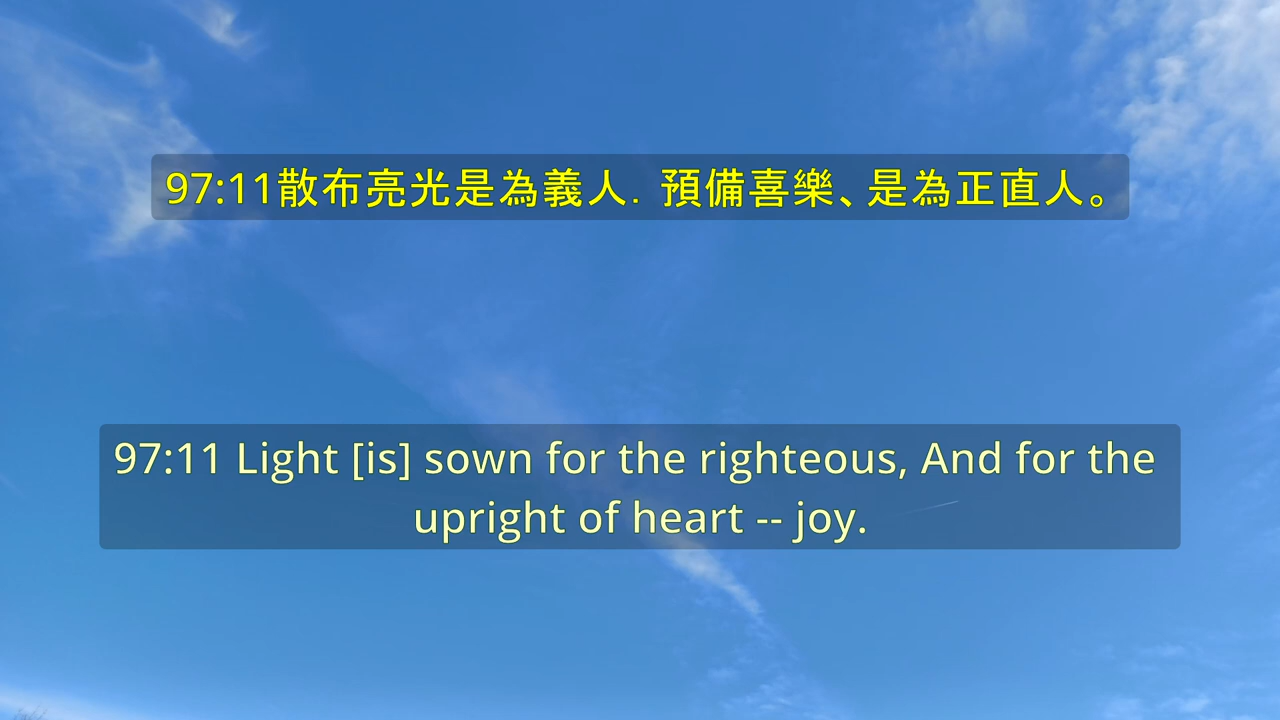 97:11散布亮光是為義人．預備喜樂、是為正直人。
97:11 Light [is] sown for the righteous, And for the
upright of heart -- joy.